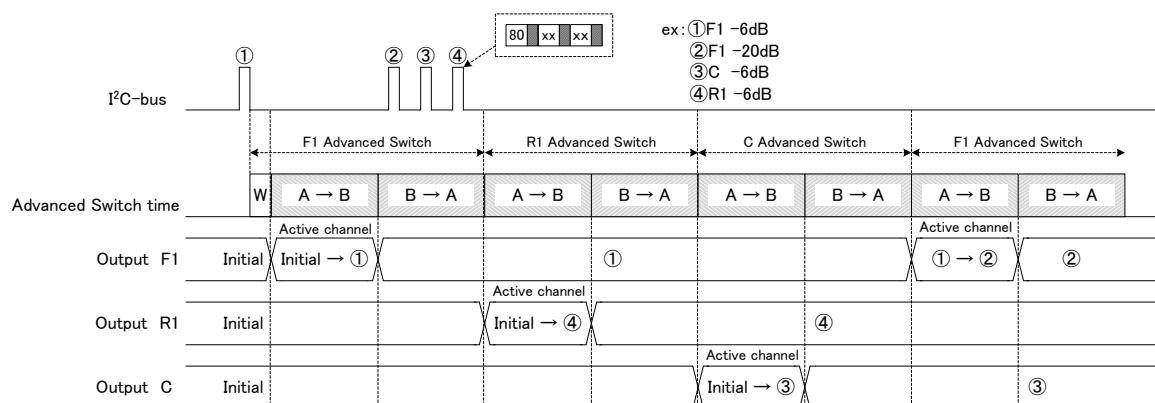 80 xx xx
ex: ①F1 -6dB
②F1 -20dB
③C -6dB
④R1 -6dB
① ② ③ ④
I²C-bus
F1 Advanced Switch R1 Advanced Switch C Advanced Switch F1 Advanced Switch
Advanced Switch time W A → B B → A A → B B → A A → B B → A A → B B → A
Active channel Active channel
Output F1 Initial Initial → ① ① ① → ② ②
Active channel
Output R1 Initial Initial → ④ ④
Active channel
Output C Initial Initial → ③ ③